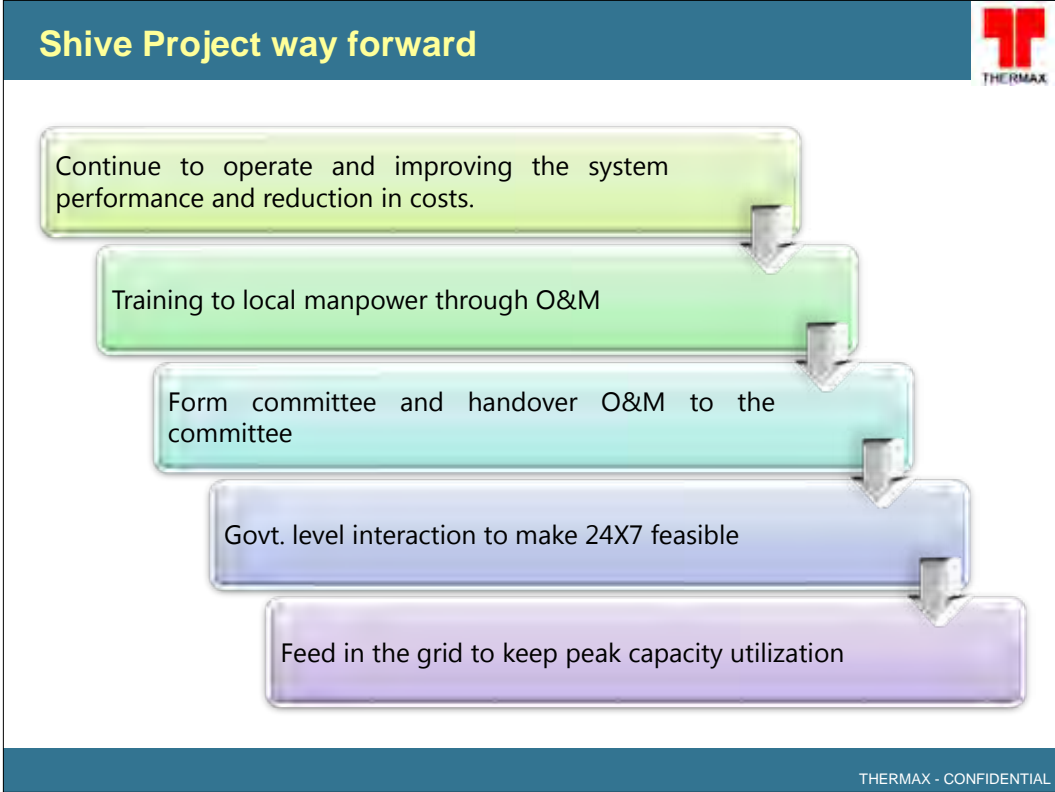 Shive Project way forward
THERMAX
Continue to operate and improving the system
performance and reduction in costs.
Training to local manpower through O&M
Form committee and handover O&M to the
committee
Govt. level interaction to make 24X7 feasible
Feed in the grid to keep peak capacity utilization
THERMAX - CONFIDENTIAL